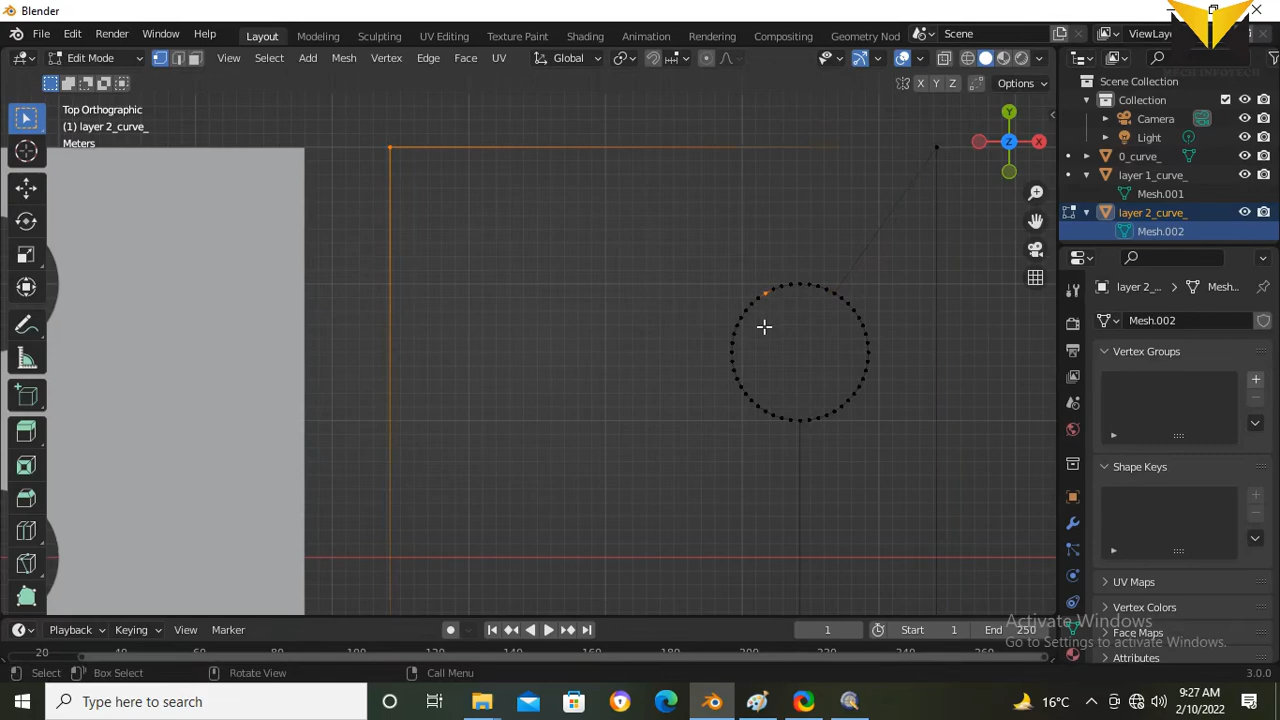 Blender
File Edit Render Window Help Layout Modeling Sculpting UV Editing Texture Paint Shading Animation Rendering Compositing Geometry Nod Scene ViewLayer
MECH INFOTECH
Edit Mode View Select Add Mesh Vertex Edge Face UV Global
X Y Z Options
Top Orthographic
(1) layer 2_curve_
Meters
Y
X
Z
Scene Collection
Collection
Camera
Light
0_curve_
layer 1_curve_
Mesh.001
layer 2_curve_
Mesh.002
layer 2_... Mesh...
Mesh.002
Vertex Groups
Shape Keys
UV Maps
Vertex Colors
Face Maps
Attributes
Activate Windows
Go to Settings to activate Windows.
Playback Keying View Marker 1 Start 1 End 250
20 40 60 80 100 120 140 160 180 200 220 240 260
Select Box Select Rotate View Call Menu 3.0.0
Type here to search
16°C
9:27 AM
2/10/2022